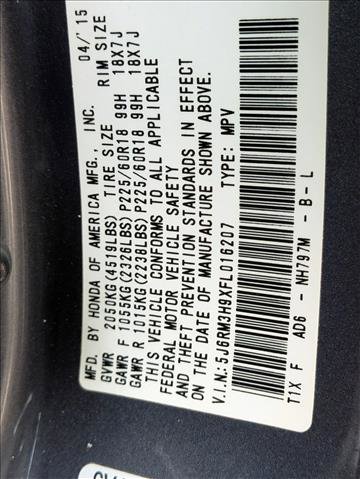 MFD. BY HONDA OF AMERICA MFG., INC. 04/'15
GVWR 2050KG(4519LBS) TIRE SIZE RIM SIZE
GAWR F 1055KG(2326LBS) P225/60R18 99H 18X7J
GAWR R 1015KG(2238LBS) P225/60R18 99H 18X7J
THIS VEHICLE CONFORMS TO ALL APPLICABLE
FEDERAL MOTOR VEHICLE SAFETY
AND THEFT PREVENTION STANDARDS IN EFFECT
ON THE DATE OF MANUFACTURE SHOWN ABOVE.
V.I.N.:5J6RM3H9XFL016207 TYPE: MPV
T1X F AD6 - NH797M - B - L